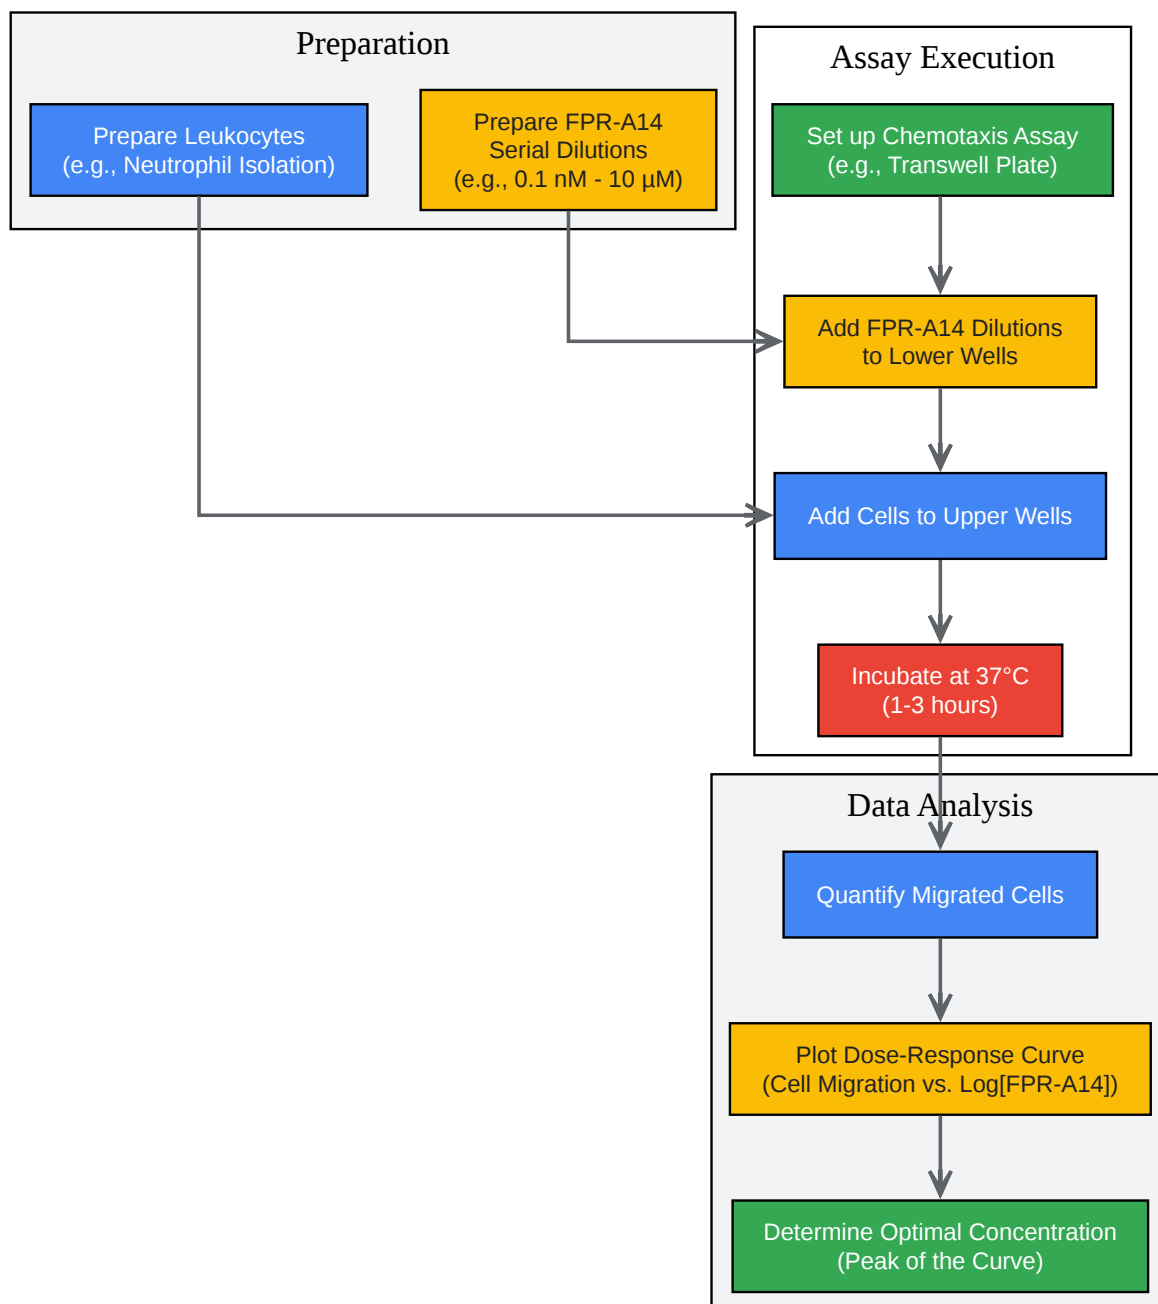 Preparation
Prepare Leukocytes
(e.g., Neutrophil Isolation)
Prepare FPR-A14
Serial Dilutions
(e.g., 0.1 nM - 10 µM)
Assay Execution
Set up Chemotaxis Assay
(e.g., Transwell Plate)
Add FPR-A14 Dilutions
to Lower Wells
Add Cells to Upper Wells
Incubate at 37°C
(1-3 hours)
Data Analysis
Quantify Migrated Cells
Plot Dose-Response Curve
(Cell Migration vs. Log[FPR-A14])
Determine Optimal Concentration
(Peak of the Curve)